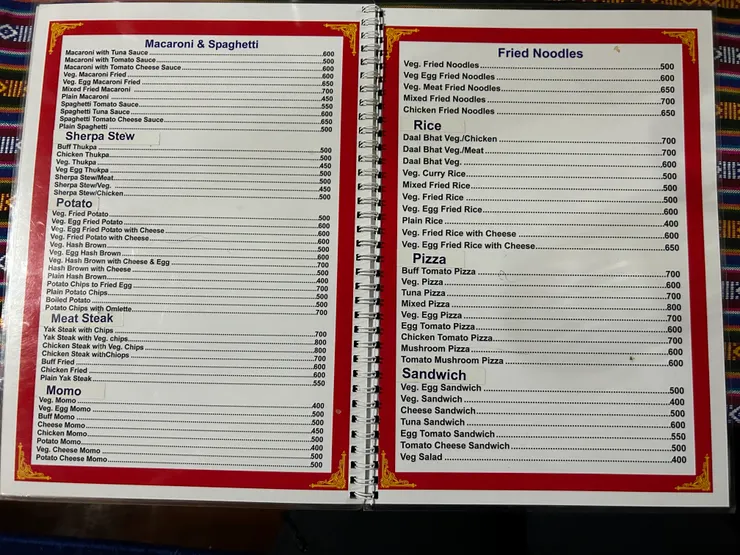 Macaroni & Spaghetti
Macaroni with Tuna Sauce 600
Macaroni with Tomato Sauce 500
Macaroni with Tomato Cheese Sauce 600
Veg. Macaroni Fried 600
Veg. Egg Macaroni Fried 650
Mixed Fried Macaroni 700
Plain Macaroni 450
Spaghetti Tomato Sauce 550
Spaghetti Tuna Sauce 600
Spaghetti Tomato Cheese Sauce 650
Plain Spaghetti 500
Sherpa Stew
Buff Thukpa 500
Chicken Thukpa 500
Veg. Thukpa 450
Veg Egg Thukpa 500
Sherpa Stew/Meat 500
Sherpa Stew/Veg. 450
Sherpa Stew/Chicken 500
Potato
Veg. Fried Potato 500
Veg. Egg Fried Potato 600
Veg. Egg Fried Potato with Cheese 600
Veg. Fried Potato with Cheese 600
Veg. Hash Brown 500
Veg. Egg Hash Brown 600
Veg. Hash Brown with Cheese & Egg 700
Hash Brown with Cheese 500
Plain Hash Brown 400
Potato Chips to Fried Egg 700
Plain Potato Chips 500
Boiled Potato 500
Potato Chips with Omlette 700
Meat Steak
Yak Steak with Chips 700
Yak Steak with Veg. chips 800
Chicken Steak with Veg. Chips 800
Chicken Steak withChiops 700
Buff Fried 600
Chicken Fried 600
Plain Yak Steak 550
Momo
Veg. Momo 400
Veg. Egg Momo 500
Buff Momo 500
Cheese Momo 500
Chicken Momo 450
Potato Momo 400
Veg. Cheese Momo 500
Potato Cheese Momo 500
Fried Noodles
Veg. Fried Noodles 500
Veg Egg Fried Noodles 600
Veg. Meat Fried Noodles 650
Mixed Fried Noodles 700
Chicken Fried Noodles 650
Rice
Daal Bhat Veg./Chicken 700
Daal Bhat Veg./Meat 700
Daal Bhat Veg. 600
Veg. Curry Rice 500
Mixed Fried Rice 600
Veg. Fried Rice 500
Veg. Egg Fried Rice 600
Plain Rice 400
Veg. Fried Rice with Cheese 600
Veg. Egg Fried Rice with Cheese 650
Pizza
Buff Tomato Pizza 700
Veg. Pizza 600
Tuna Pizza 700
Mixed Pizza 800
Veg. Egg Pizza 700
Egg Tomato Pizza 600
Chicken Tomato Pizza 700
Mushroom Pizza 600
Tomato Mushroom Pizza 600
Sandwich
Veg. Egg Sandwich 500
Veg. Sandwich 400
Cheese Sandwich 500
Tuna Sandwich 600
Egg Tomato Sandwich 550
Tomato Cheese Sandwich 500
Veg Salad 400